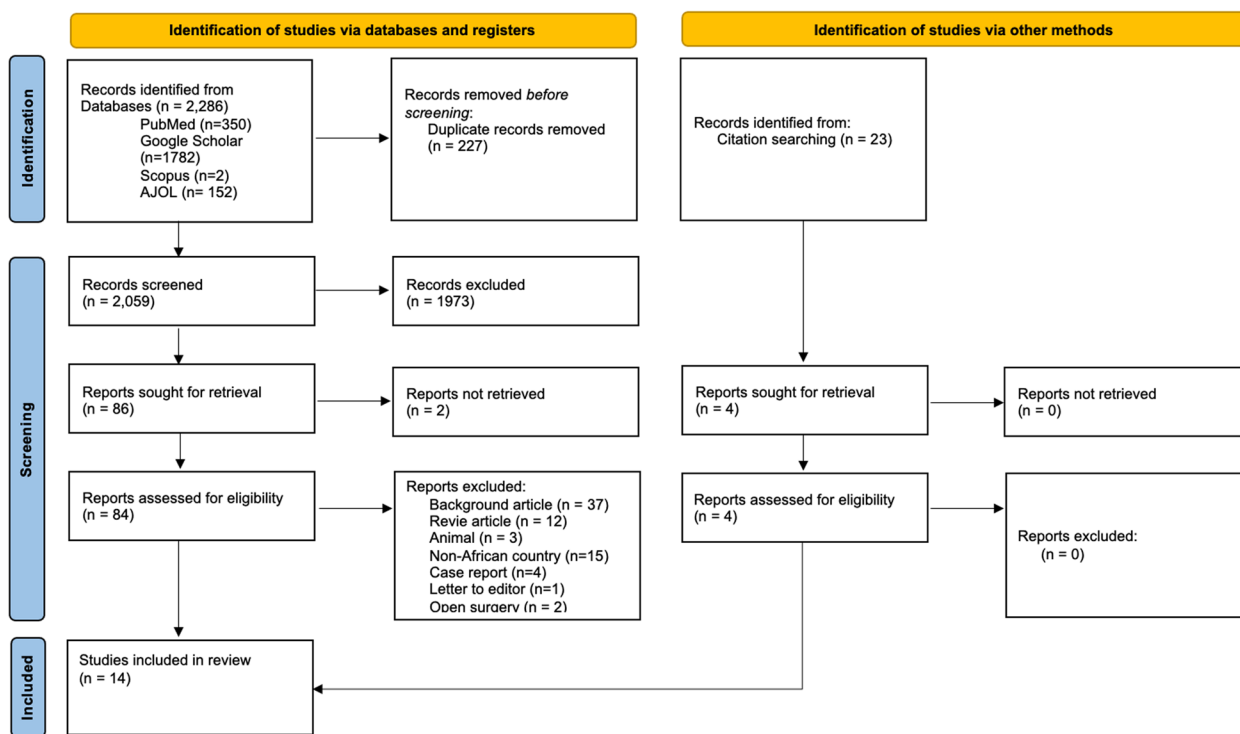 Identification of studies via databases and registers
Identification of studies via other methods
Identification
Records identified from
Databases (n = 2,286)
PubMed (n=350)
Google Scholar
(n=1782)
Scopus (n=2)
AJOL (n= 152)
Records removed before
screening:
Duplicate records removed
(n = 227)
Records identified from:
Citation searching (n = 23)
Screening
Records screened
(n = 2,059)
Records excluded
(n = 1973)
Reports sought for retrieval
(n = 86)
Reports not retrieved
(n = 2)
Reports sought for retrieval
(n = 4)
Reports not retrieved
(n = 0)
Reports assessed for eligibility
(n = 84)
Reports excluded:
Background article (n = 37)
Revie article (n = 12)
Animal (n = 3)
Non-African country (n=15)
Case report (n=4)
Letter to editor (n=1)
Open surgery (n = 2)
Reports assessed for eligibility
(n = 4)
Reports excluded:
(n = 0)
Included
Studies included in review
(n = 14)